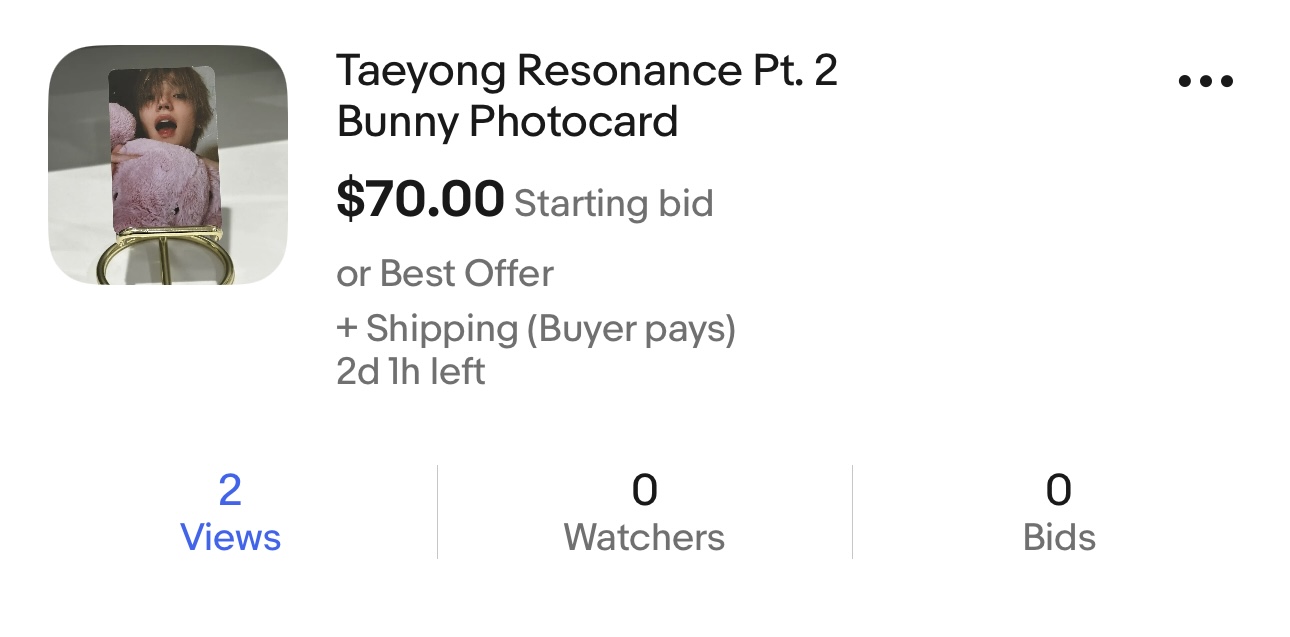 Taeyong Resonance Pt. 2
Bunny Photocard
$70.00 Starting bid
or Best Offer
+ Shipping (Buyer pays)
2d 1h left
2
Views
0
Watchers
0
Bids